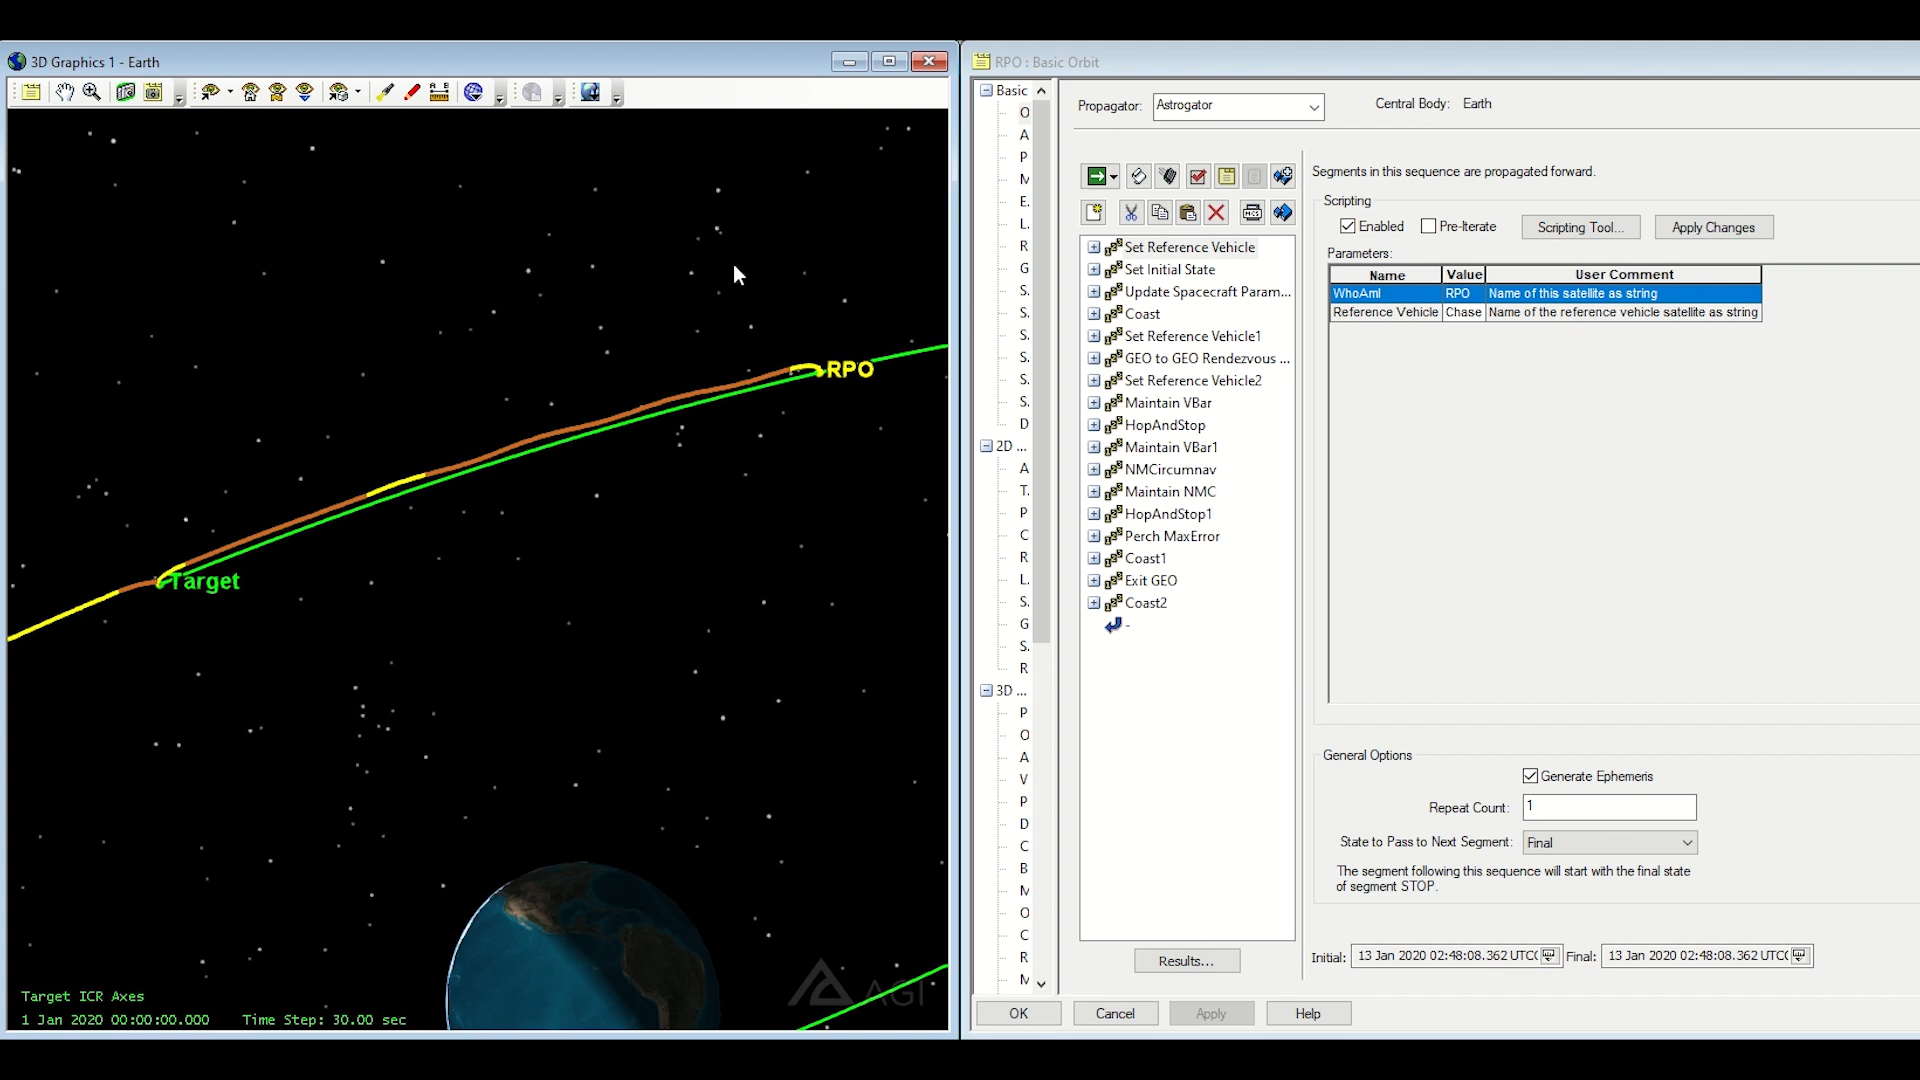 3D Graphics 1 - Earth
RPO
Target
AGI
Target ICR Axes
1 Jan 2020 00:00:00.000 Time Step: 30.00 sec
RPO : Basic Orbit
Basic
O
A
P
M
E.
L.
R
G
S.
S.
S.
S.
S.
S.
D
2D ...
A
T.
P
C
R
L.
S.
G
S.
R
3D ...
P
O
A
V
P
D
C
B
M
O
C
R
M
Propagator: Astrogator Central Body: Earth
Set Reference Vehicle
Set Initial State
Update Spacecraft Param...
Coast
Set Reference Vehicle1
GEO to GEO Rendezvous ...
Set Reference Vehicle2
Maintain VBar
HopAndStop
Maintain VBar1
NMCircumnav
Maintain NMC
HopAndStop1
Perch MaxError
Coast1
Exit GEO
Coast2
-
Results...
Segments in this sequence are propagated forward.
Scripting
Enabled Pre-Iterate Scripting Tool... Apply Changes
Parameters:
Name Value User Comment
WhoAmI RPO Name of this satellite as string
Reference Vehicle Chase Name of the reference vehicle satellite as string
General Options
Generate Ephemeris
Repeat Count: 1
State to Pass to Next Segment: Final
The segment following this sequence will start with the final state
of segment STOP.
Initial: 13 Jan 2020 02:48:08.362 UTC Final: 13 Jan 2020 02:48:08.362 UTC
OK Cancel Apply Help